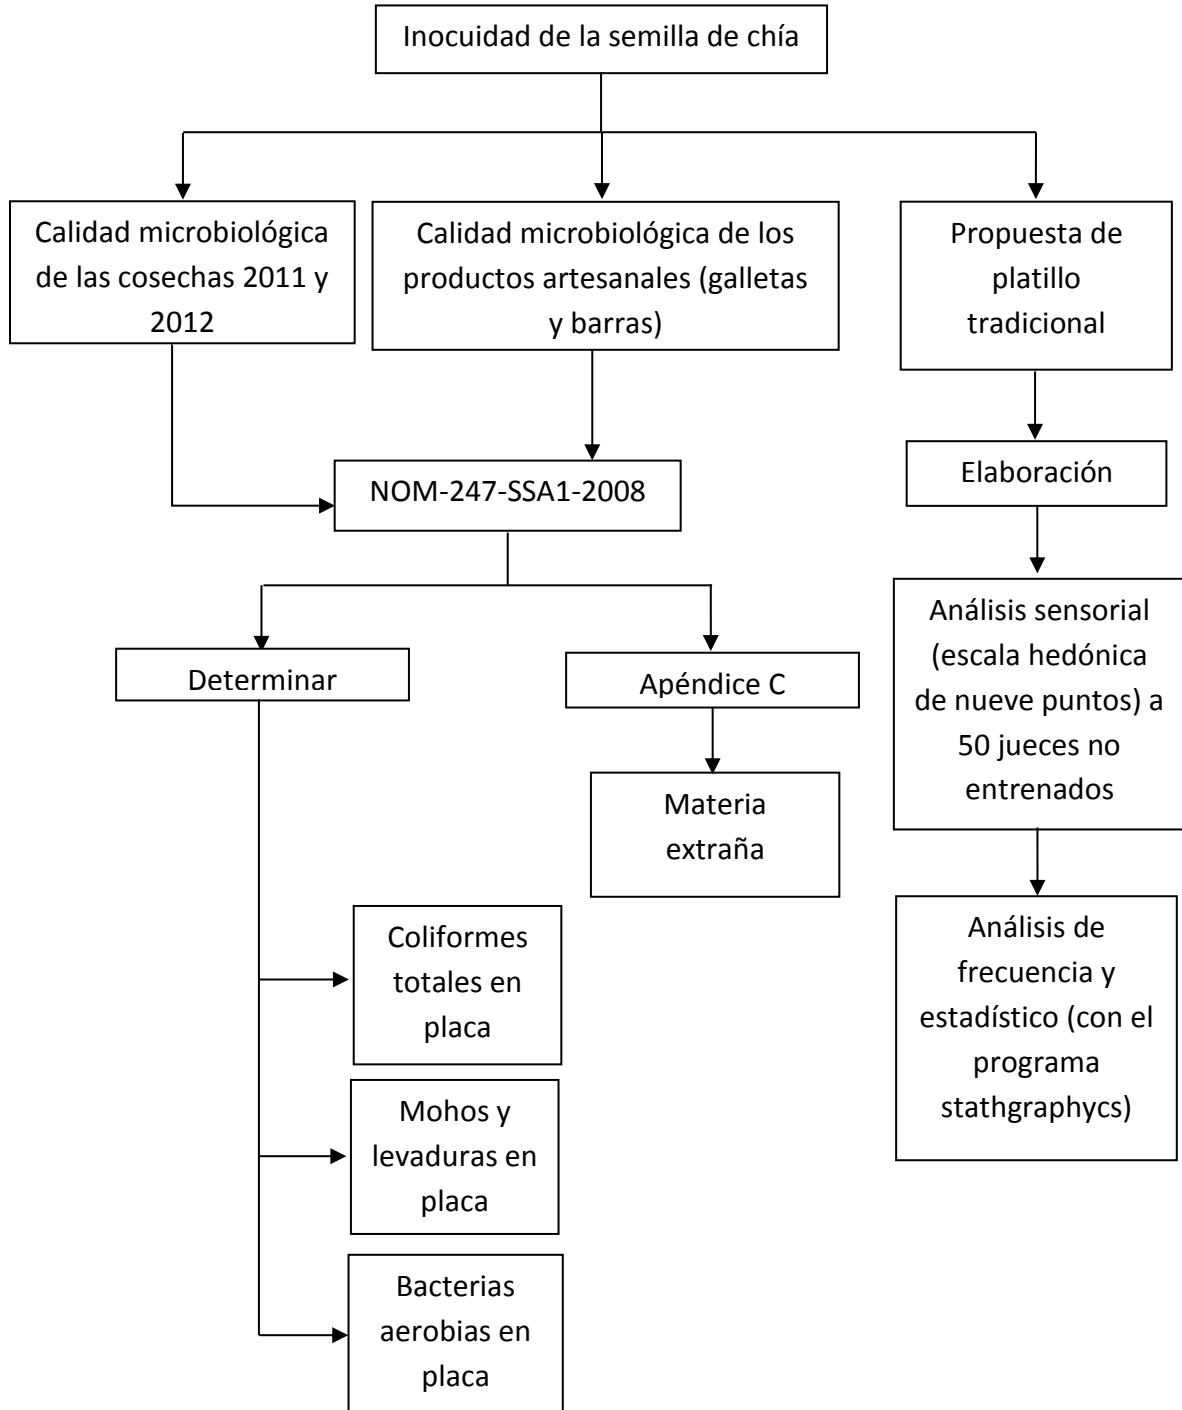 Inocuidad de la semilla de chía
Calidad microbiológica
de las cosechas 2011 y
2012
Calidad microbiológica de los
productos artesanales (galletas
y barras)
Propuesta de
platillo
tradicional
NOM-247-SSA1-2008
Elaboración
Determinar
Apéndice C
Análisis sensorial
(escala hedónica
de nueve puntos) a
50 jueces no
entrenados
Materia
extraña
Coliformes
totales en
placa
Mohos y
levaduras en
placa
Bacterias
aerobias en
placa
Análisis de
frecuencia y
estadístico (con el
programa
stathgraphycs)